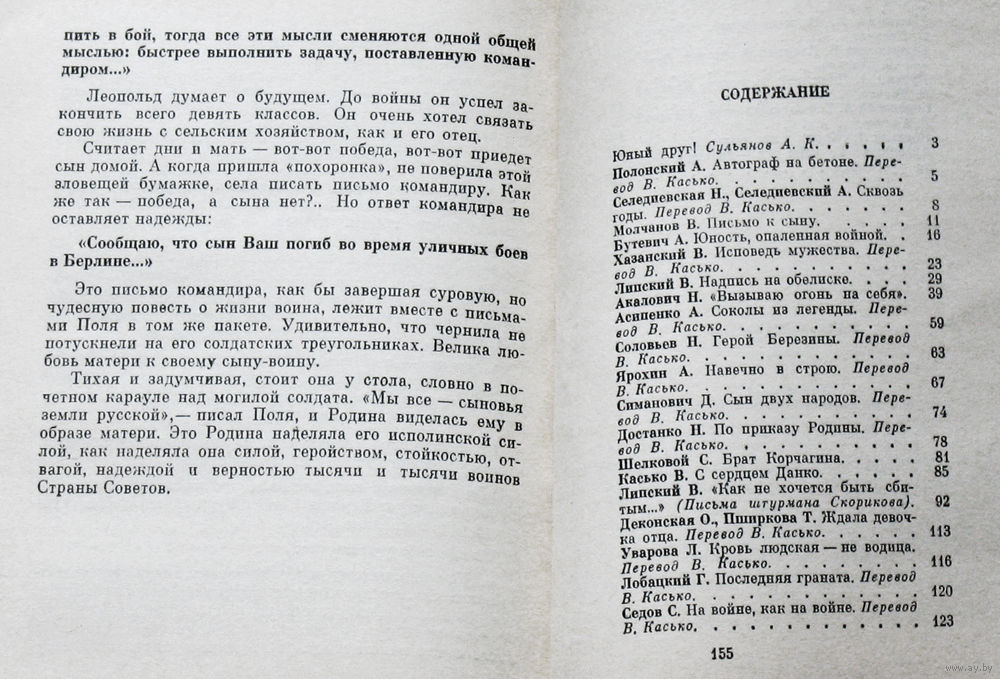 пить в бой, тогда все эти мысли сменяются одной общей
мыслью: быстрее выполнить задачу, поставленную коман-
диром...»
Леопольд думает о будущем. До войны он успел за-
кончить всего девять классов. Он очень хотел связать
свою жизнь с сельским хозяйством, как и его отец.
Считает дни и мать — вот-вот победа, вот-вот приедет
сын домой. А когда пришла «похоронка», не поверила этой
зловещей бумажке, села писать письмо командиру. Как
же так — победа, а сына нет?.. Но ответ командира не
оставляет надежды:
«Сообщаю, что сын Ваш погиб во время уличных боев
в Берлине...»
Это письмо командира, как бы завершая суровую, но
чудесную повесть о жизни воина, лежит вместе с письма-
ми Поля в том же пакете. Удивительно, что чернила не
потускнели на его солдатских треугольниках. Велика лю-
бовь матери к своему сыну-воину.
Тихая и задумчивая, стоит она у стола, словно в по-
четном карауле над могилой солдата. «Мы все — сыновья
земли русской»,— писал Поля, и Родина виделась ему в
образе матери. Это Родина наделяла его исполинской си-
лой, как наделяла она силой, геройством, стойкостью, от-
вагой, надеждой и верностью тысячи и тысячи воинов
Страны Советов.
СОДЕРЖАНИЕ
Юный друг! Сульянов А. К. . . . . . 3
Полонский А. Автограф на бетоне. Пере-
вод В. Касько. . . . . . . . . . 5
Селедиевская Н., Селедиевский А. Сквозь
годы. Перевод В. Касько. . . . . . . 8
Молчанов В. Письмо к сыну. . . . . . 11
Бутевич А. Юность, опаленная войной. . 16
Хазанский В. Исповедь мужества. Пере-
вод В. Касько. . . . . . . . . . 23
Липский В. Надпись на обелиске. . . . 29
Акалович Н. «Вызываю огонь на себя». 39
Асипенко А. Соколы из легенды. Пере-
вод В. Касько. . . . . . . . . . 59
Соловьев Н. Герой Березины. Перевод
В. Касько. . . . . . . . . . . 63
Ярохин А. Навечно в строю. Перевод
В. Касько. . . . . . . . . . . 67
Симанович Д. Сын двух народов. Пере-
вод В. Касько. . . . . . . . . . 74
Достанко Н. По приказу Родины. Пере-
вод В. Касько. . . . . . . . . . 78
Шелковой С. Брат Корчагина. . . . . 81
Касько В. С сердцем Данко. . . . . . 85
Липский В. «Как не хочется быть сби-
тым...» (Письма штурмана Скорикова). 92
Деконская О., Пширкова Т. Ждала девоч-
ка отца. Перевод В. Касько. . . . . . 113
Уварова Л. Кровь людская — не водица.
Перевод В. Касько. . . . . . . . . 116
Лобацкий Г. Последняя граната. Перевод
В. Касько. . . . . . . . . . . 120
Седов С. На войне, как на войне. Перевод
В. Касько. . . . . . . . . . . 123
155
www.ay.by